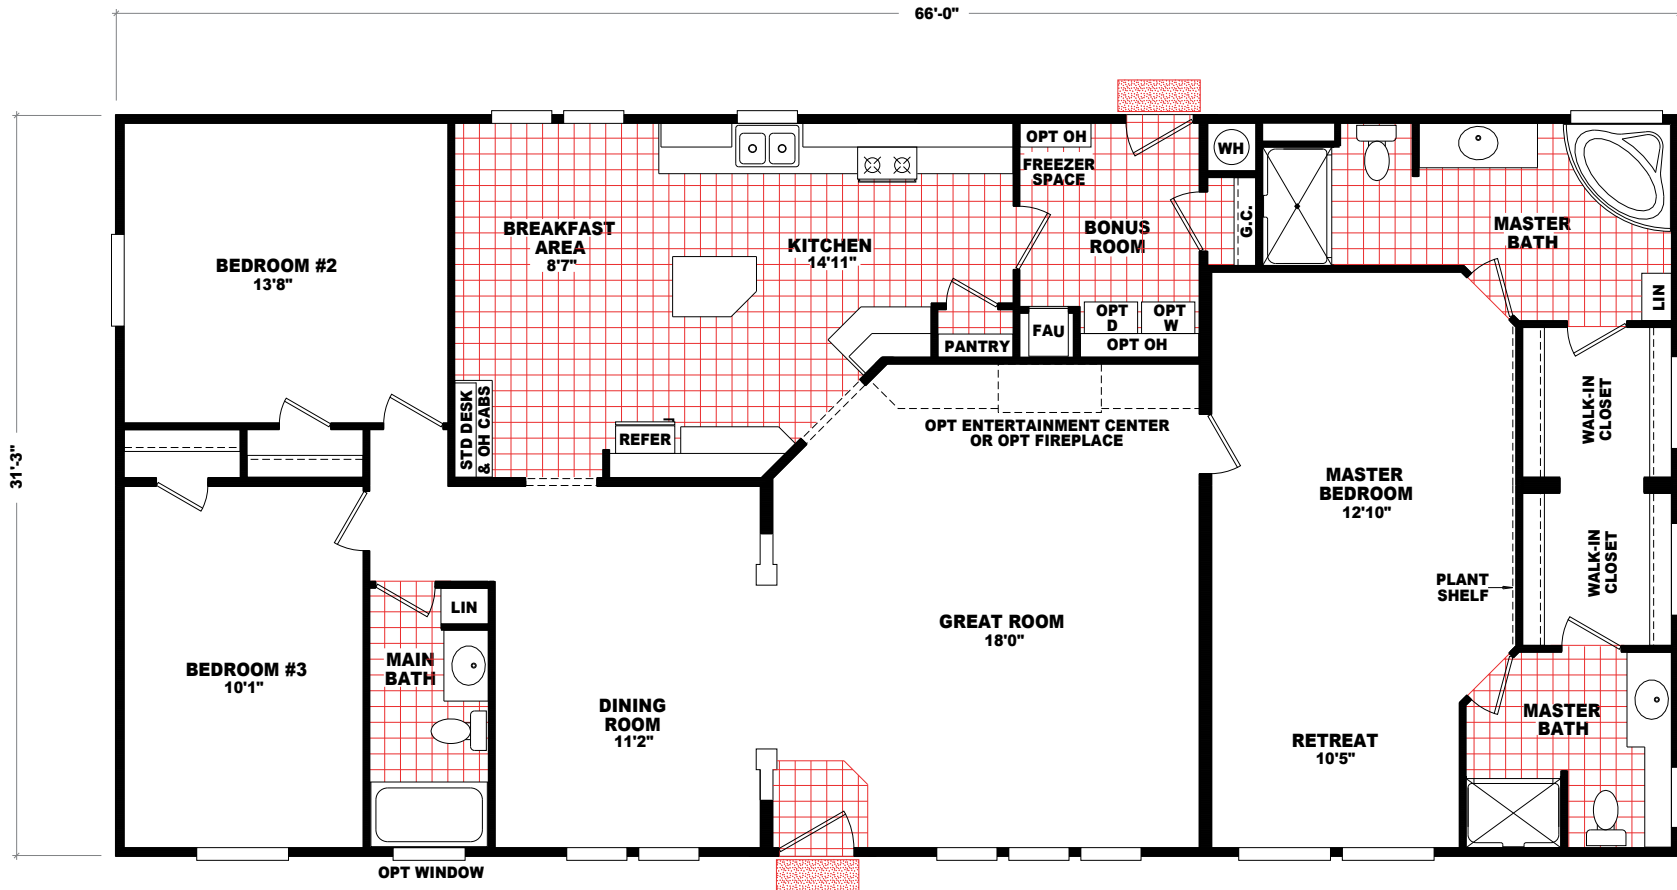 66'-0"
31'-3"
BEDROOM #2
13'8"
BREAKFAST
AREA
8'7"
KITCHEN
14'11"
OPT OH
FREEZER
SPACE
BONUS
ROOM
WH
G.C.
MASTER
BATH
LIN
OPT
D
OPT
W
OPT OH
FAU
PANTRY
STD DESK
& OH CABS
REFER
OPT ENTERTAINMENT CENTER
OR OPT FIREPLACE
MASTER
BEDROOM
12'10"
WALK-IN
CLOSET
WALK-IN
CLOSET
PLANT
SHELF
BEDROOM #3
10'1"
LIN
MAIN
BATH
DINING
ROOM
11'2"
GREAT ROOM
18'0"
RETREAT
10'5"
MASTER
BATH
OPT WINDOW